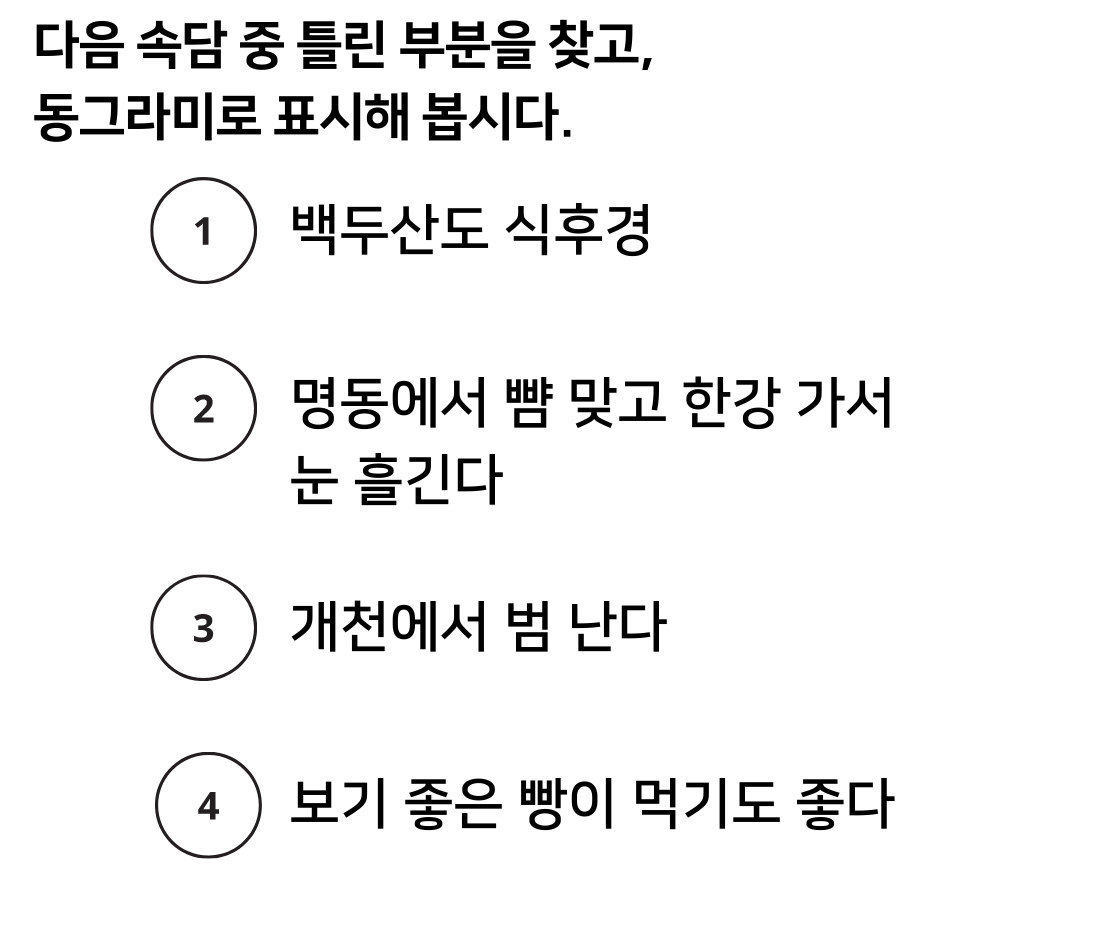 다음 속담 중 틀린 부분을 찾고,
동그라미로 표시해 봅시다.
1 백두산도 식후경
2 명동에서 뺨 맞고 한강 가서
눈 흘긴다
3 개천에서 범 난다
4 보기 좋은 빵이 먹기도 좋다